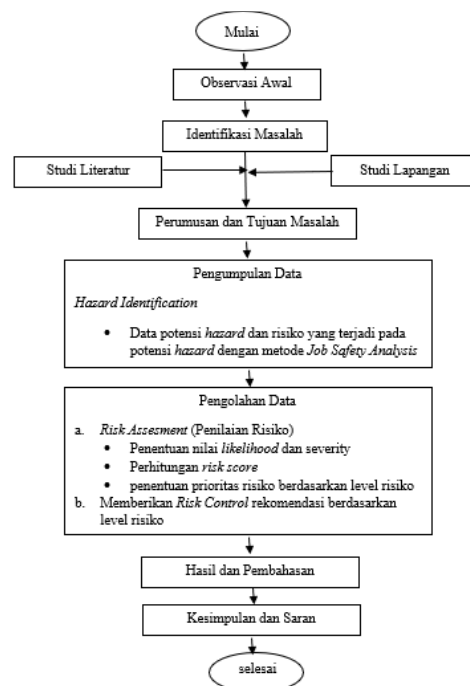 Mulai
Observasi Awal
Identifikasi Masalah
Studi Literatur
Studi Lapangan
Perumusan dan Tujuan Masalah
Pengumpulan Data
Hazard Identification
• Data potensi hazard dan risiko yang terjadi pada
potensi hazard dengan metode Job Safety Analysis
Pengolahan Data
a. Risk Assesment (Penilaian Risiko)
• Penentuan nilai likelihood dan severity
• Perhitungan risk score
• penentuan prioritas risiko berdasarkan level risiko
b. Memberikan Risk Control rekomendasi berdasarkan
level risiko
Hasil dan Pembahasan
Kesimpulan dan Saran
selesai